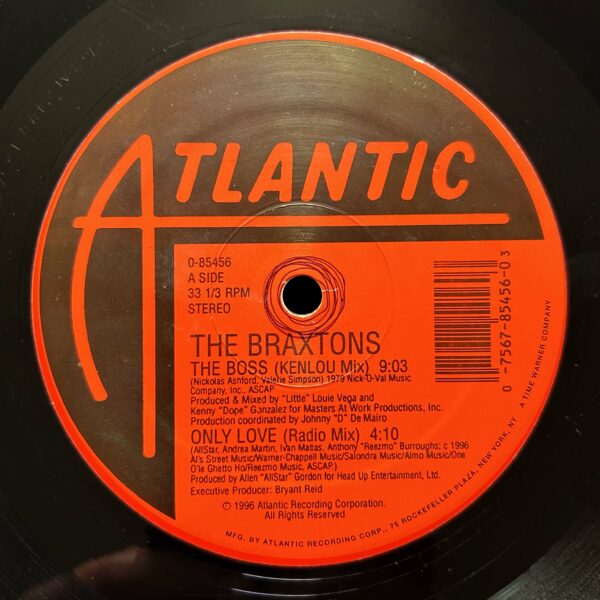 ATLANTIC
0-85456
A SIDE
33 1/3 RPM
STEREO
THE BRAXTONS
THE BOSS (KENLOU Mix) 9:03
(Nickolas Ashford, Valerie Simpson) 1979 Nick-O-Val Music
Company, Inc., ASCAP
Produced & Mixed by "Little" Louie Vega and
Kenny "Dope" Gonzalez for Masters At Work Productions, Inc.
Production coordinated by Johnny "D" De Mairo
ONLY LOVE (Radio Mix) 4:10
(AllStar, Andrea Martin, Ivan Matias, Anthony "Reezmo" Burroughs; c 1996
Al's Street Music/Warner-Chappell Music/Salondra Music/Almo Music/One
O'le Ghetto Ho/Reezmo Music, ASCAP)
Produced by Allen "AllStar" Gordon for Head Up Entertainment, Ltd.
Executive Producer: Bryant Reid
© 1996 Atlantic Recording Corporation.
All Rights Reserved
0 -7567-85456-0 3
MFG. BY ATLANTIC RECORDING CORP., 75 ROCKEFELLER PLAZA, NEW YORK, NY A TIME WARNER COMPANY